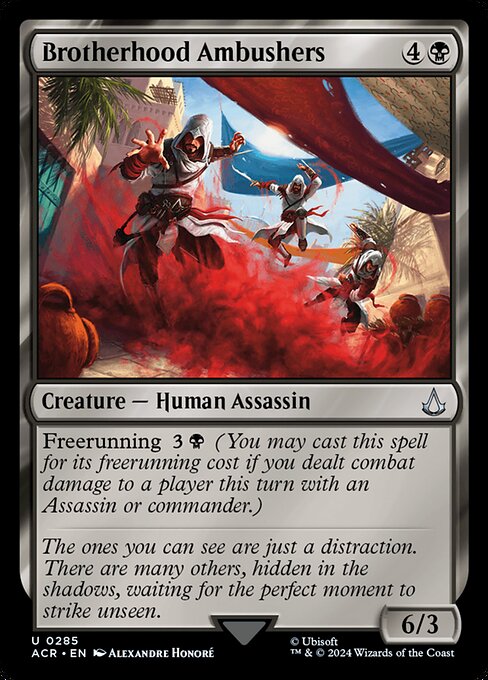 Brotherhood Ambushers 4
Creature — Human Assassin
Freerunning 3 (You may cast this spell
for its freerunning cost if you dealt combat
damage to a player this turn with an
Assassin or commander.)
The ones you can see are just a distraction.
There are many others, hidden in the
shadows, waiting for the perfect moment to
strike unseen.
6/3
U 0285
ACR • EN Alexandre Honoré
© Ubisoft
™ & © 2024 Wizards of the Coast